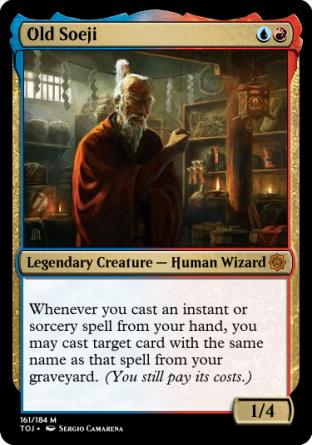 Old Soeji
Legendary Creature — Human Wizard
Whenever you cast an instant or
sorcery spell from your hand, you
may cast target card with the same
name as that spell from your
graveyard. (You still pay its costs.)
1/4
161/184 M
TOJ • Sergio Camarena